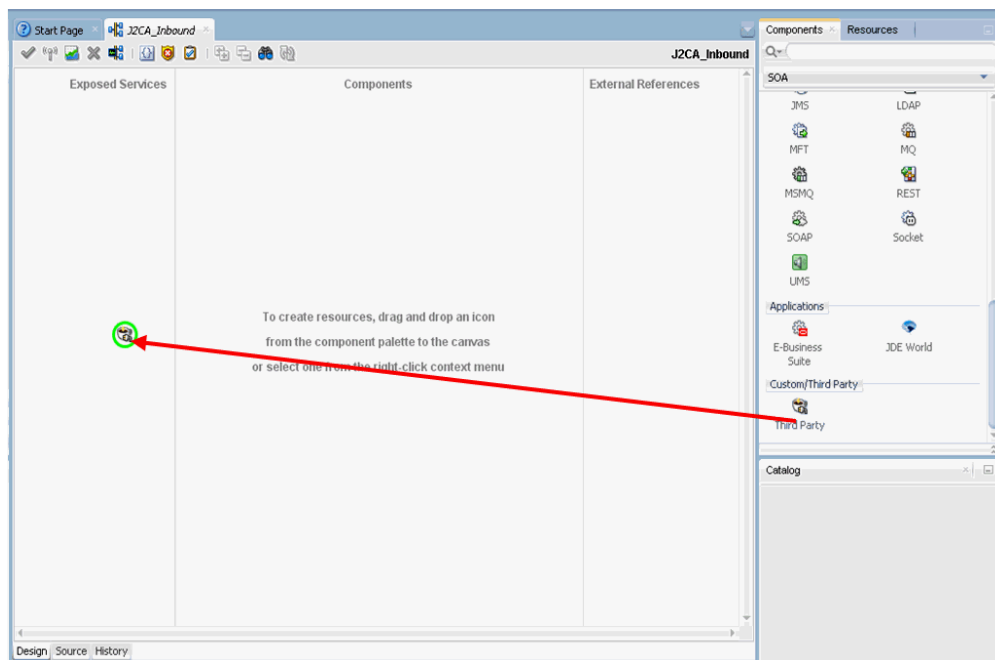 Start Page
J2CA_Inbound
J2CA_Inbound
Exposed Services
Components
External References
To create resources, drag and drop an icon
from the component palette to the canvas
or select one from the right-click context menu
Design
Source
History
Components
Resources
SOA
JMS
LDAP
MFT
MQ
MSMQ
REST
SOAP
Socket
UMS
Applications
E-Business
Suite
JDE World
Custom/Third Party
Third Party
Catalog